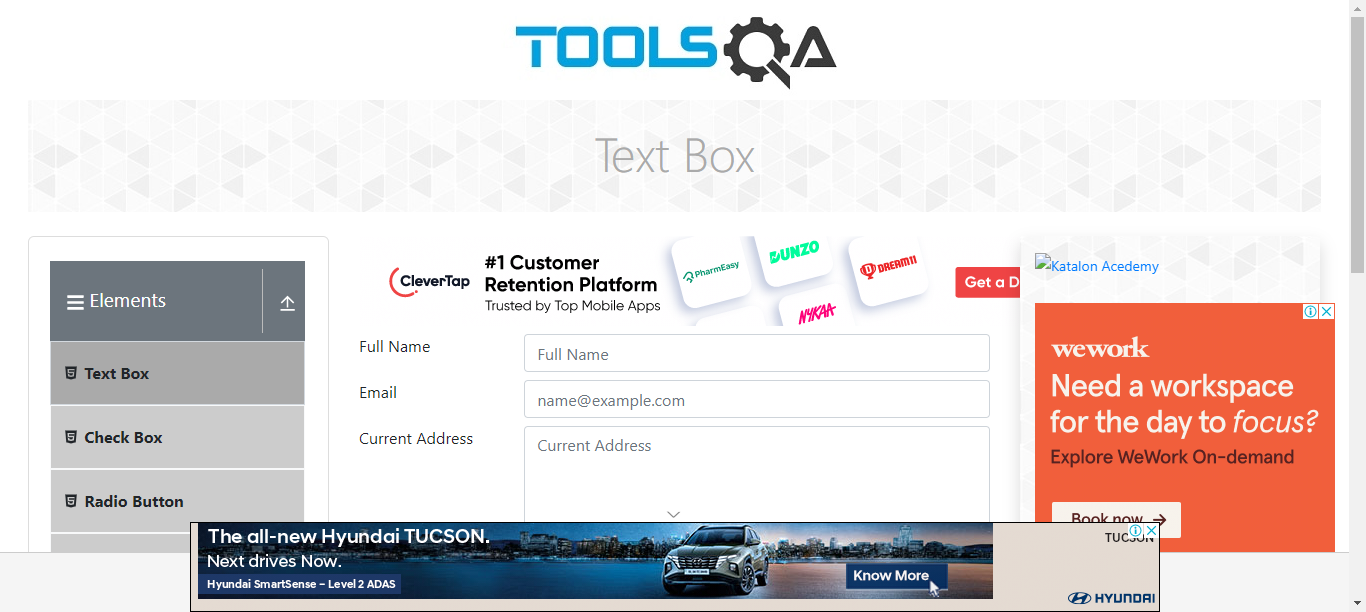 TOOLSQA
Text Box
Elements
Text Box
Check Box
Radio Button
CleverTap
#1 Customer
Retention Platform
Trusted by Top Mobile Apps
PharmEasy
DUNZO
NYKAA
DREAM11
Get a D
Full Name
Full Name
Email
name@example.com
Current Address
Current Address
Katalon Acedemy
wework
Need a workspace
for the day to focus?
Explore WeWork On-demand
Book now
The all-new Hyundai TUCSON.
Next drives Now.
Hyundai SmartSense – Level 2 ADAS
Know More
TUCSON
HYUNDAI